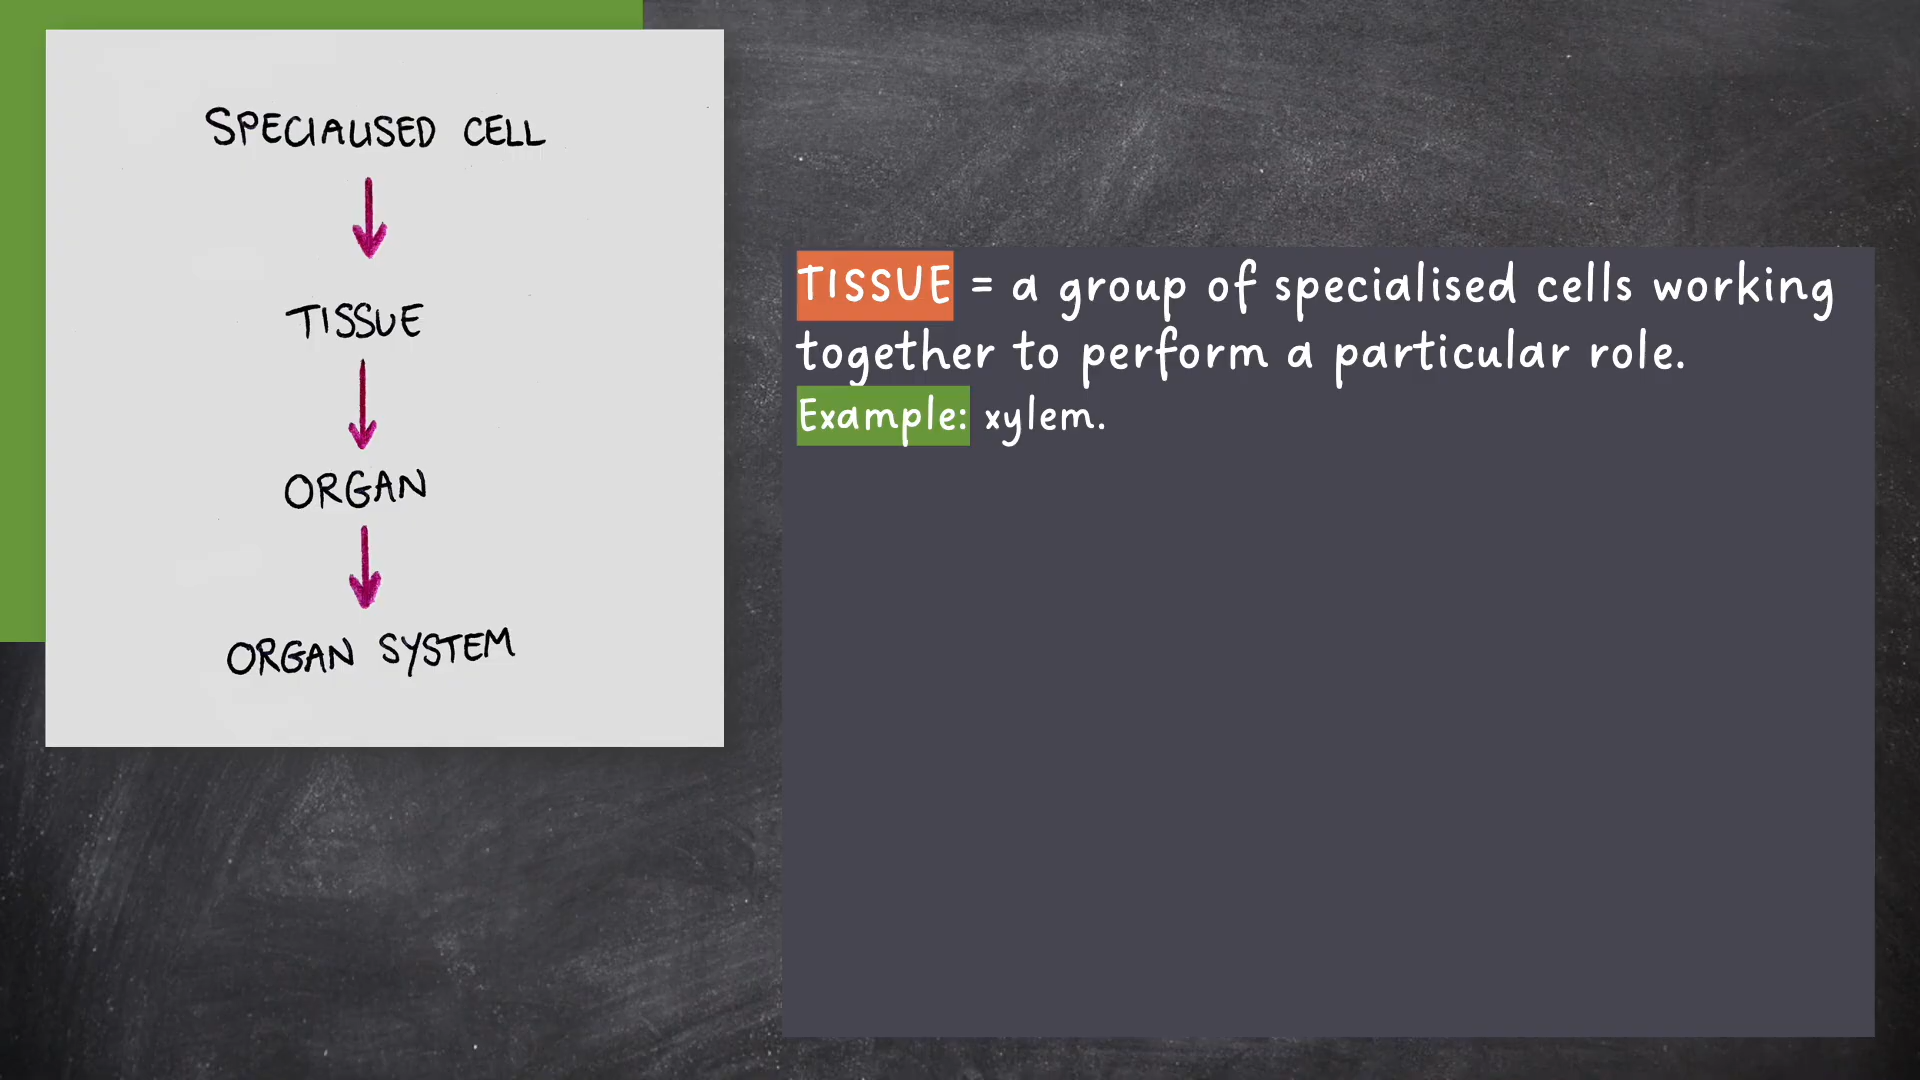 SPECIALISED CELL
TISSUE
ORGAN
ORGAN SYSTEM
TISSUE = a group of specialised cells working
together to perform a particular role.
Example: xylem.